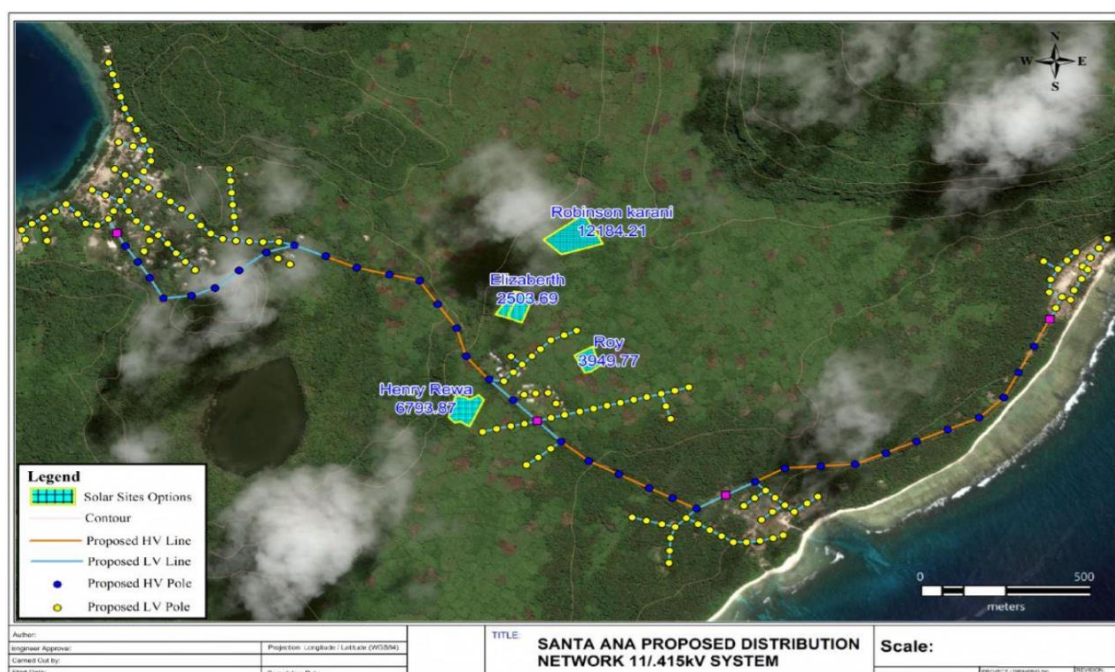 N
W E
S
Robinson karani
12184.21
Elizaberth
2503.69
Roy
3949.77
Henry Rewa
6793.87
Legend
Solar Sites Options
Contour
Proposed HV Line
Proposed LV Line
Proposed HV Pole
Proposed LV Pole
0 500
meters
Author:
Engineer Approval:
Projection: Longitude / Latitude (WGS84)
Carried Out by:
TITLE:
SANTA ANA PROPOSED DISTRIBUTION
NETWORK 11/.415kV SYSTEM
Scale: